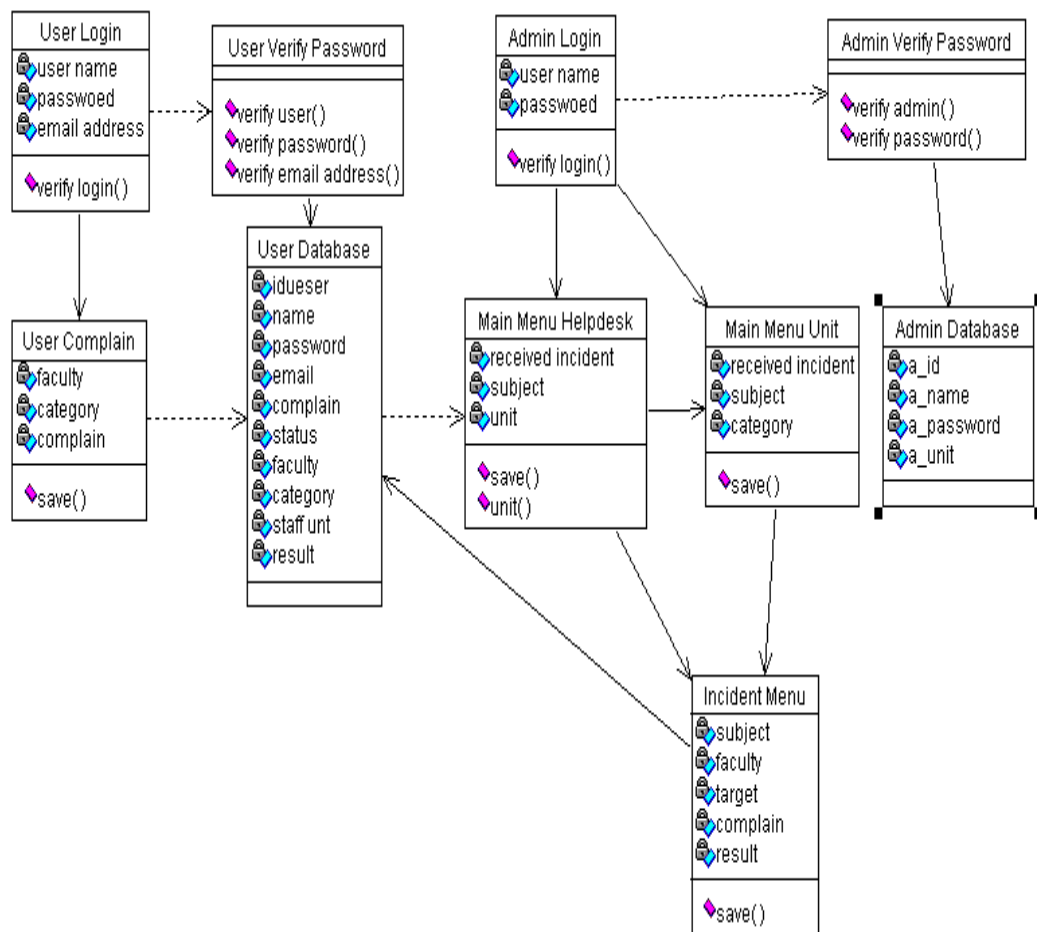 User Login
user name
passwoed
email address
verify login()
User Verify Password
verify user()
verify password()
verify email address()
Admin Login
user name
passwoed
verify login()
Admin Verify Password
verify admin()
verify password()
User Complain
faculty
category
complain
save()
User Database
idueser
name
password
email
complain
status
faculty
category
staff unt
result
Main Menu Helpdesk
received incident
subject
unit
save()
unit()
Main Menu Unit
received incident
subject
category
save()
Admin Database
a_id
a_name
a_password
a_unit
Incident Menu
subject
faculty
target
complain
result
save()